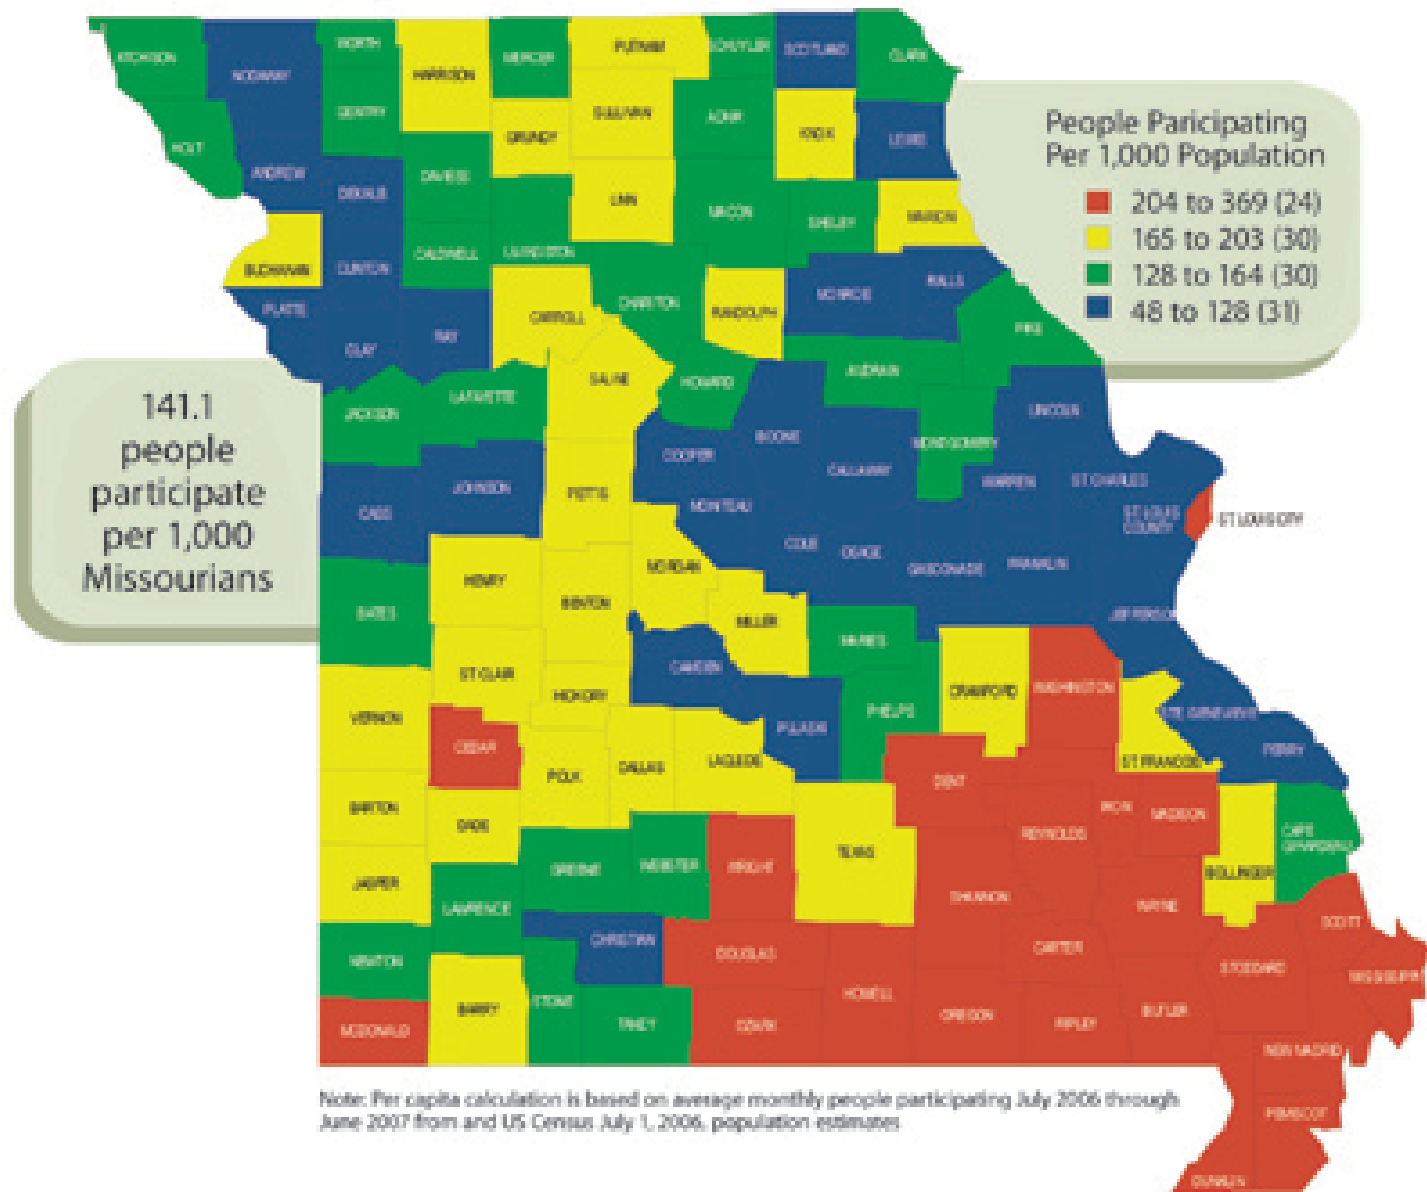 ATCHISON
NODAWAY
WORTH
HARRISON
MERCER
PUTNAM
SCHUYLER
SCOTLAND
CLARK
HOLT
GENTRY
GRUNDY
SULLIVAN
ADAIR
KNOX
LEWIS
ANDREW
DEKALB
DAVIESS
LINN
MACON
SHELBY
MARION
BUCHANAN
CLINTON
CALDWELL
LIVINGSTON
PLATTE
CLAY
RAY
CARROLL
CHARITON
RANDOLPH
MONROE
RALLS
PIKE
People Paricipating
Per 1,000 Population
204 to 369 (24)
165 to 203 (30)
128 to 164 (30)
48 to 128 (31)
141.1
people
participate
per 1,000
Missourians
JACKSON
LAFAYETTE
SALINE
HOWARD
AUDRAIN
LINCOLN
CASS
JOHNSON
PETTIS
COOPER
BOONE
CALLAWAY
MONTGOMERY
WARREN
ST CHARLES
MONITEAU
ST LOUIS
COUNTY
ST LOUIS CITY
COLE
OSAGE
GASCONADE
FRANKLIN
JEFFERSON
BATES
HENRY
BENTON
MORGAN
MILLER
MARIES
ST CLAIR
HICKORY
CAMDEN
PULASKI
PHELPS
CRAWFORD
WASHINGTON
STE GENEVIEVE
PERRY
VERNON
CEDAR
POLK
DALLAS
LACLEDE
DENT
ST FRANCOIS
IRON
MADISON
BARTON
DADE
GREENE
WEBSTER
WRIGHT
TEXAS
REYNOLDS
BOLLINGER
CAPE
GIRARDEAU
JASPER
LAWRENCE
CHRISTIAN
SHANNON
WAYNE
SCOTT
NEWTON
STONE
DOUGLAS
HOWELL
CARTER
STODDARD
MISSISSIPPI
MCDONALD
BARRY
TANEY
OZARK
OREGON
RIPLEY
BUTLER
NEW MADRID
PEMISCOT
DUNKLIN
Note: Per capita calculation is based on average monthly people participating July 2006 through
June 2007 from and US Census July 1, 2006, population estimates